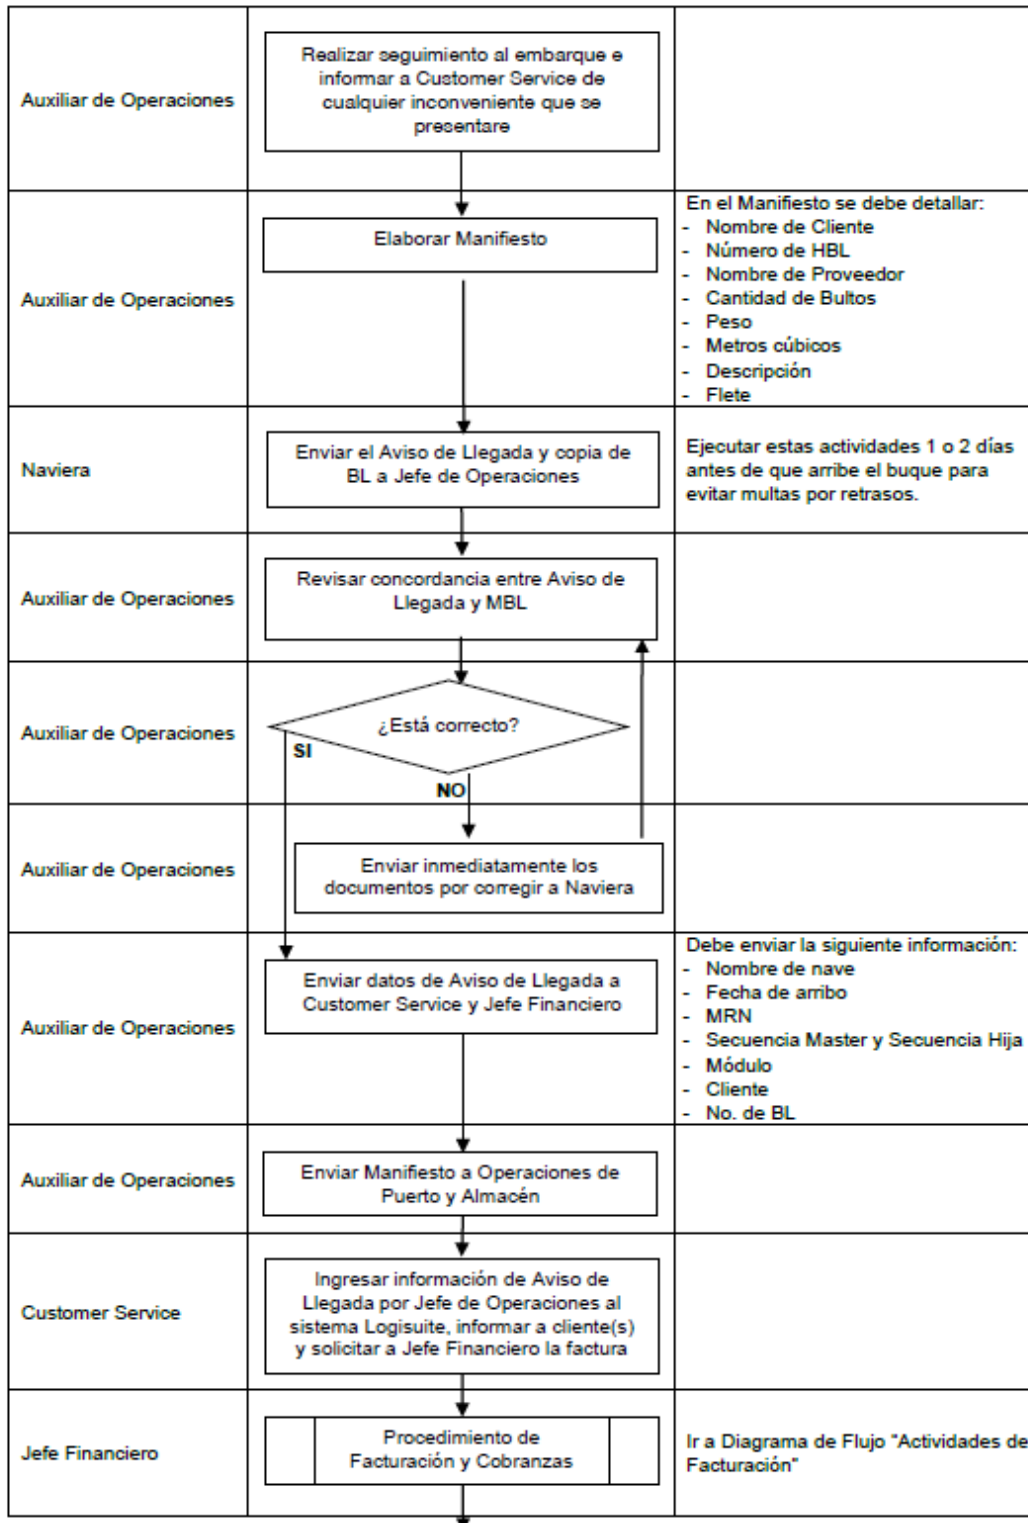 Auxiliar de Operaciones
Realizar seguimiento al embarque e
informar a Customer Service de
cualquier inconveniente que se
presentare
Auxiliar de Operaciones
Elaborar Manifiesto
En el Manifiesto se debe detallar:
- Nombre de Cliente
- Número de HBL
- Nombre de Proveedor
- Cantidad de Bultos
- Peso
- Metros cúbicos
- Descripción
- Flete
Naviera
Enviar el Aviso de Llegada y copia de
BL a Jefe de Operaciones
Ejecutar estas actividades 1 o 2 días
antes de que arribe el buque para
evitar multas por retrasos.
Auxiliar de Operaciones
Revisar concordancia entre Aviso de
Llegada y MBL
Auxiliar de Operaciones
¿Está correcto?
SI
NO
Auxiliar de Operaciones
Enviar inmediatamente los
documentos por corregir a Naviera
Auxiliar de Operaciones
Enviar datos de Aviso de Llegada a
Customer Service y Jefe Financiero
Debe enviar la siguiente información:
- Nombre de nave
- Fecha de arribo
- MRN
- Secuencia Master y Secuencia Hija
- Módulo
- Cliente
- No. de BL
Auxiliar de Operaciones
Enviar Manifiesto a Operaciones de
Puerto y Almacén
Customer Service
Ingresar información de Aviso de
Llegada por Jefe de Operaciones al
sistema Logisuite, informar a cliente(s)
y solicitar a Jefe Financiero la factura
Jefe Financiero
Procedimiento de
Facturación y Cobranzas
Ir a Diagrama de Flujo "Actividades de
Facturación"